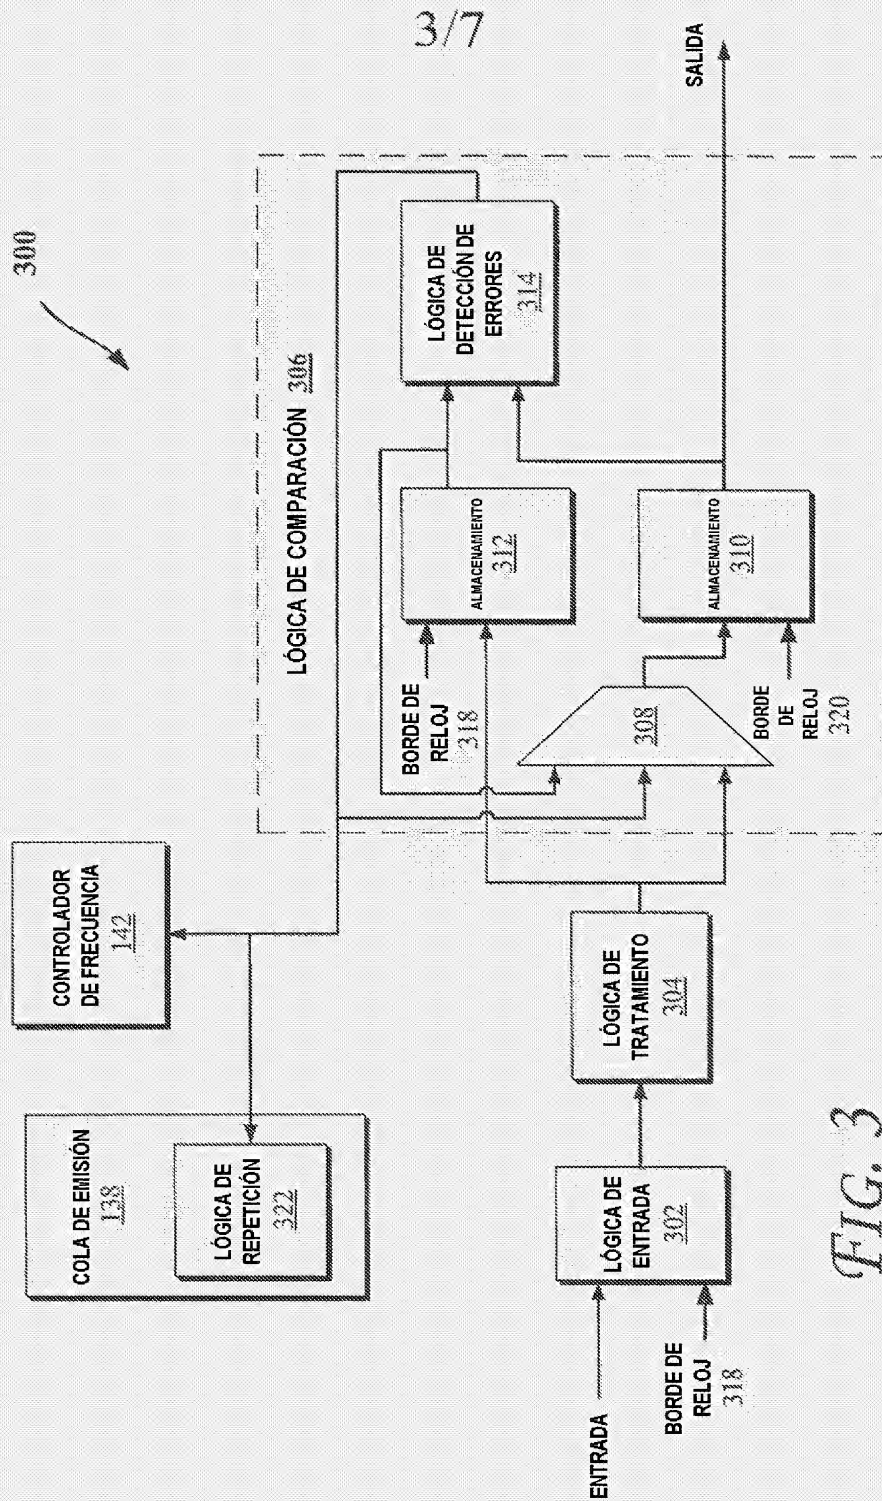 3/7
300
COLA DE EMISIÓN
138
LÓGICA DE
REPETICIÓN
322
CONTROLADOR
DE FRECUENCIA
142
LÓGICA DE COMPARACIÓN 306
LÓGICA DE
DETECCIÓN DE
ERRORES
314
BORDE DE
RELOJ
318
ALMACENAMIENTO
312
308
BORDE
DE
RELOJ
320
ALMACENAMIENTO
310
SALIDA
ENTRADA
BORDE DE
RELOJ
318
LÓGICA DE
ENTRADA
302
LÓGICA DE
TRATAMIENTO
304
FIG. 3